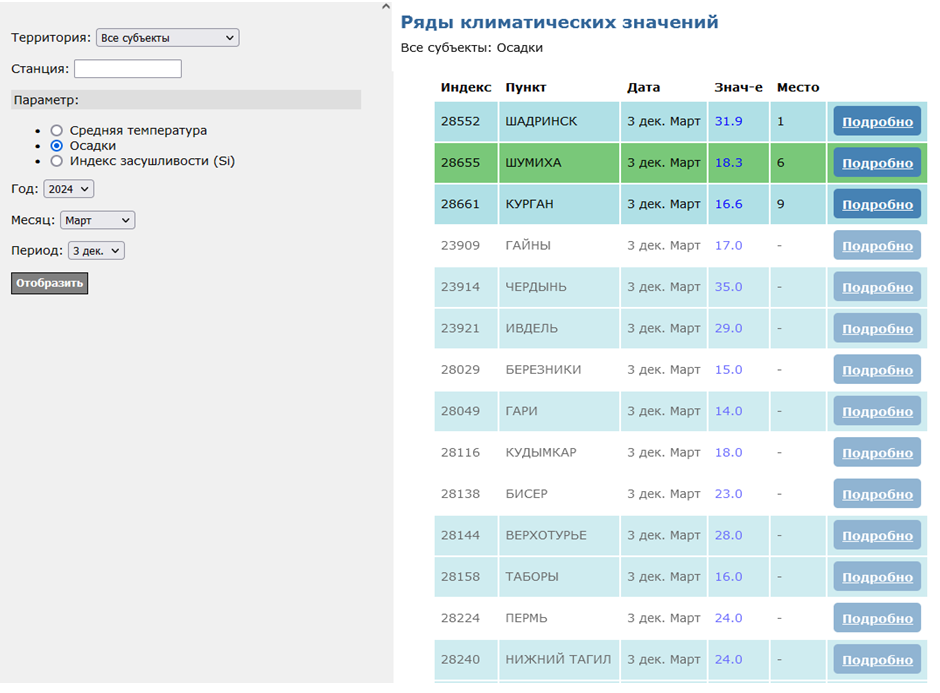 Территория: Все субъекты
Станция:
Параметр:
Средняя температура
Осадки
Индекс засушливости (Si)
Год: 2024
Месяц: Март
Период: 3 дек.
Отобразить
Ряды климатических значений
Все субъекты: Осадки
Индекс Пункт Дата Знач-е Место
28552 ШАДРИНСК 3 дек. Март 31.9 1 Подробно
28655 ШУМИХА 3 дек. Март 18.3 6 Подробно
28661 КУРГАН 3 дек. Март 16.6 9 Подробно
23909 ГАЙНЫ 3 дек. Март 17.0 - Подробно
23914 ЧЕРДЫНЬ 3 дек. Март 35.0 - Подробно
23921 ИВДЕЛЬ 3 дек. Март 29.0 - Подробно
28029 БЕРЕЗНИКИ 3 дек. Март 15.0 - Подробно
28049 ГАРИ 3 дек. Март 14.0 - Подробно
28116 КУДЫМКАР 3 дек. Март 18.0 - Подробно
28138 БИСЕР 3 дек. Март 23.0 - Подробно
28144 ВЕРХОТУРЬЕ 3 дек. Март 28.0 - Подробно
28158 ТАБОРЫ 3 дек. Март 16.0 - Подробно
28224 ПЕРМЬ 3 дек. Март 24.0 - Подробно
28240 НИЖНИЙ ТАГИЛ 3 дек. Март 24.0 - Подробно